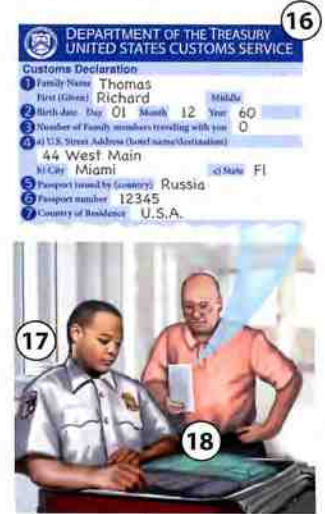 16
DEPARTMENT OF THE TREASURY
UNITED STATES CUSTOMS SERVICE
Customs Declaration
1 Family Name Thomas
First (Given) Richard Middle
2 Birth date Day 01 Month 12 Year 60
3 Number of Family members traveling with you 0
4 a) U.S. Street Address (hotel name/destination)
44 West Main
b) City Miami c) State Fl
5 Passport issued by (country) Russia
6 Passport number 12345
7 Country of Residence U.S.A.
17
18